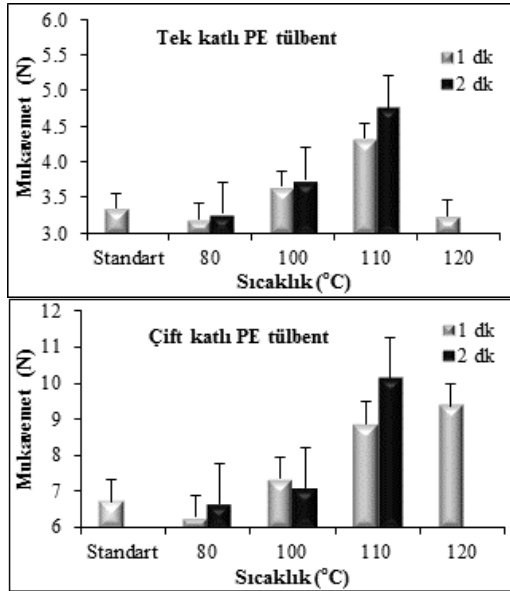 Tek katlı PE tülbent
1 dk
2 dk
Mukavemet (N)
6.0
5.5
5.0
4.5
4.0
3.5
3.0
Standart 80 100 110 120
Sıcaklık (°C)
Çift katlı PE tülbent
1 dk
2 dk
Mukavemet (N)
12
11
10
9
8
7
6
Standart 80 100 110 120
Sıcaklık (°C)